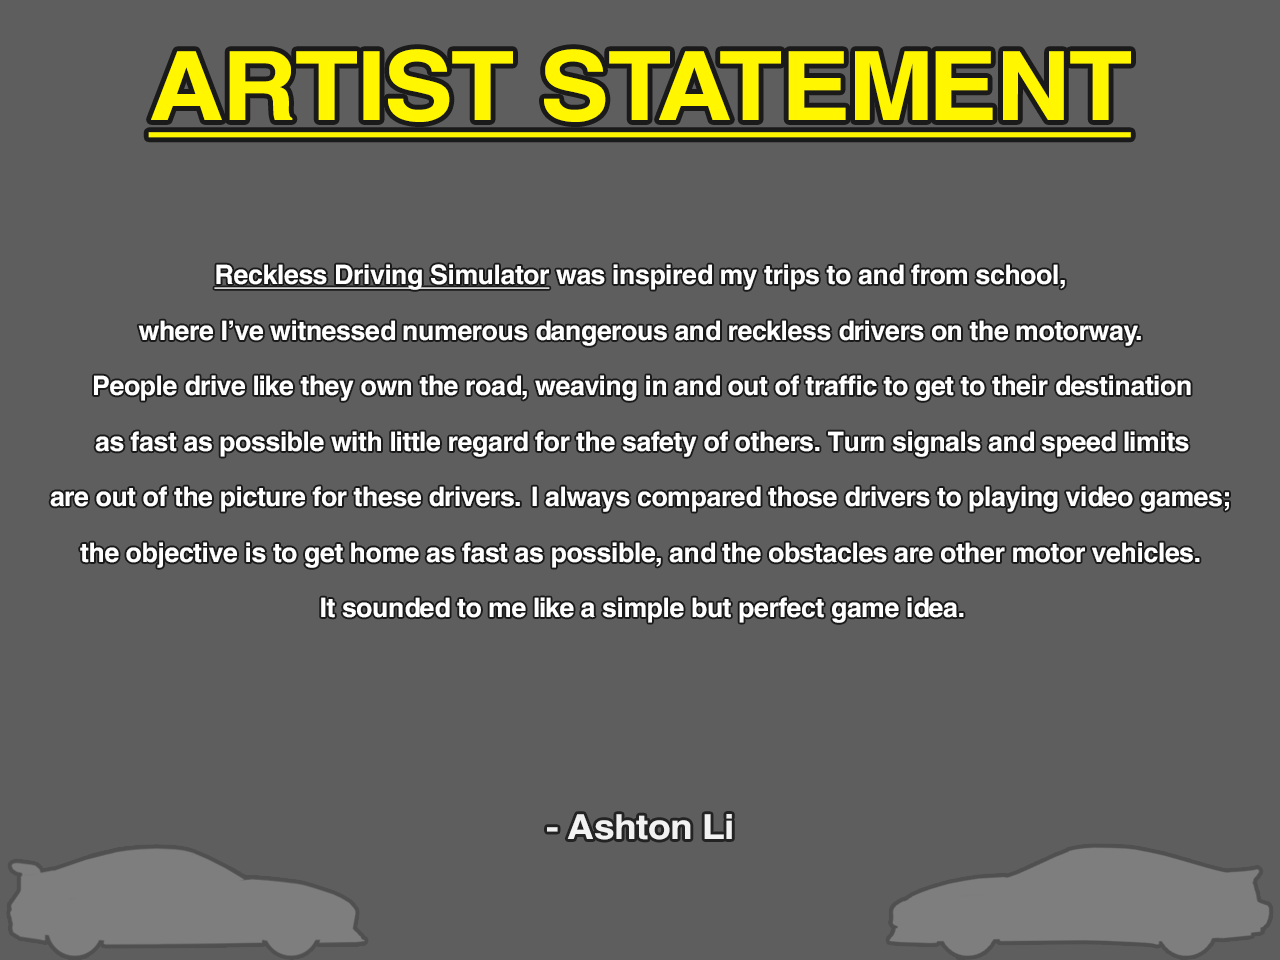 ARTIST STATEMENT
Reckless Driving Simulator was inspired my trips to and from school,
where I’ve witnessed numerous dangerous and reckless drivers on the motorway.
People drive like they own the road, weaving in and out of traffic to get to their destination
as fast as possible with little regard for the safety of others. Turn signals and speed limits
are out of the picture for these drivers. I always compared those drivers to playing video games;
the objective is to get home as fast as possible, and the obstacles are other motor vehicles.
It sounded to me like a simple but perfect game idea.
- Ashton Li